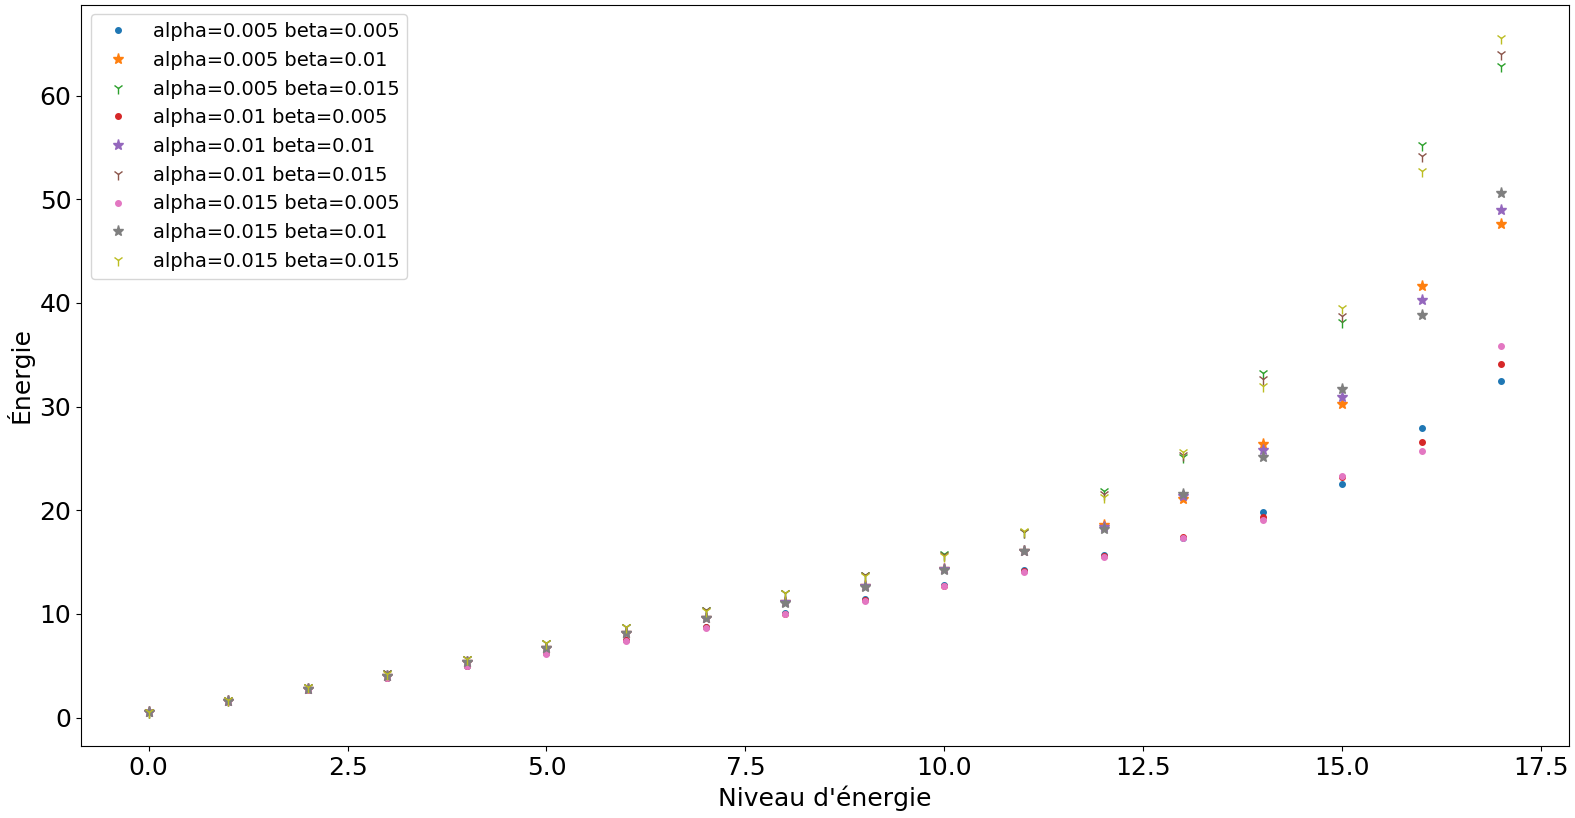 alpha=0.005 beta=0.005
alpha=0.005 beta=0.01
alpha=0.005 beta=0.015
alpha=0.01 beta=0.005
alpha=0.01 beta=0.01
alpha=0.01 beta=0.015
alpha=0.015 beta=0.005
alpha=0.015 beta=0.01
alpha=0.015 beta=0.015
60
50
40
30
20
10
0
Énergie
0.0 2.5 5.0 7.5 10.0 12.5 15.0 17.5
Niveau d'énergie